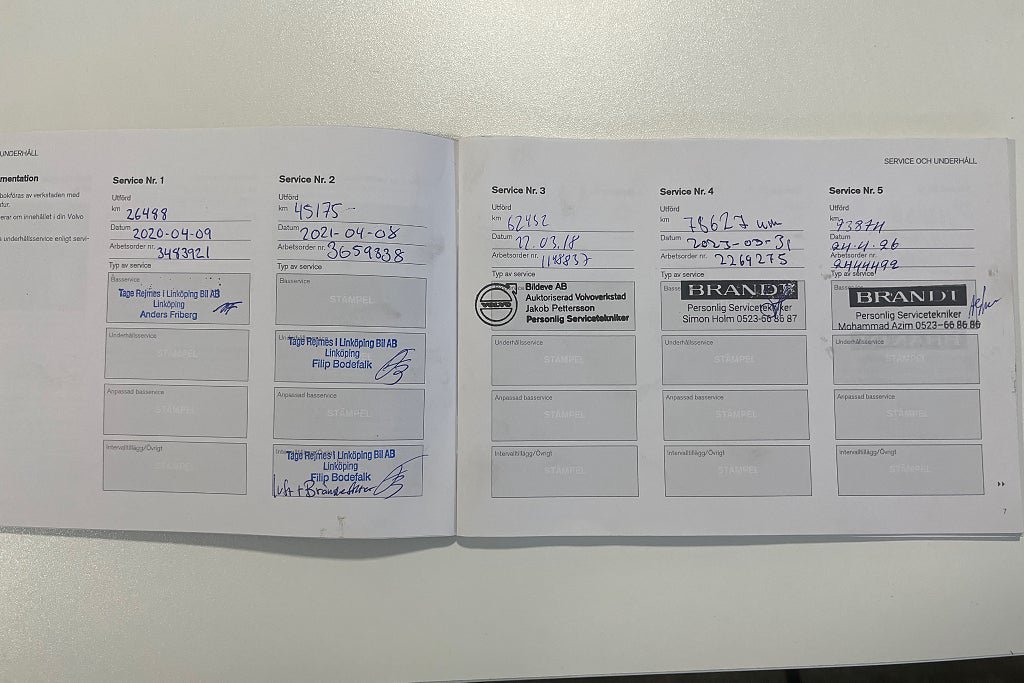 UNDERHÅLL
mentation
bokföras av verkstaden med
tur.
erar om innehållet i din Volvo
a underhållsservice enligt servi-
Service Nr. 1
Utförd
km 26488
Datum 2020-04-09
Arbetsorder nr. 3483921
Typ av service
Basservice
Tage Rejmes i Linköping Bil AB
Linköping
Anders Friberg
Underhållsservice
STÄMPEL
Anpassad basservice
STÄMPEL
Intervalltillägg/Övrigt
STÄMPEL
Service Nr. 2
Utförd
km 45175-
Datum 2021-04-08
Arbetsorder nr. 3659338
Typ av service
Basservice
STÄMPEL
Tage Rejmes i Linköping Bil AB
Linköping
Filip Bodefalk
Anpassad basservice
STÄMPEL
Tage Rejmes i Linköping Bil AB
Linköping
Filip Bodefalk
SERVICE OCH UNDERHÅLL
Service Nr. 3
Utförd
km 62452
Datum 22.03.18
Arbetsorder nr. 1178837
Typ av service
VOLVO
Bildeve AB
Auktoriserad Volvoverkstad
Jakob Pettersson
Personlig Servicetekniker
Underhållsservice
STÄMPEL
Anpassad basservice
STÄMPEL
Intervalltillägg/Övrigt
STÄMPEL
Service Nr. 4
Utförd
km 78627
Datum 2023-03-31
Arbetsorder nr. 2269275
Typ av service
BRANDT
Personlig Servicetekniker
Simon Holm 0523-66 86 87
Underhållsservice
STÄMPEL
Anpassad basservice
STÄMPEL
Intervalltillägg/Övrigt
STÄMPEL
Service Nr. 5
Utförd
km 93874
Datum 24-4-26
Arbetsorder nr. 2444492
Typ av service
BRANDT
Personlig Servicetekniker
Mohammad Azim 0523-66 86 86
Underhållsservice
STÄMPEL
Anpassad basservice
STÄMPEL
Intervalltillägg/Övrigt
STÄMPEL
7